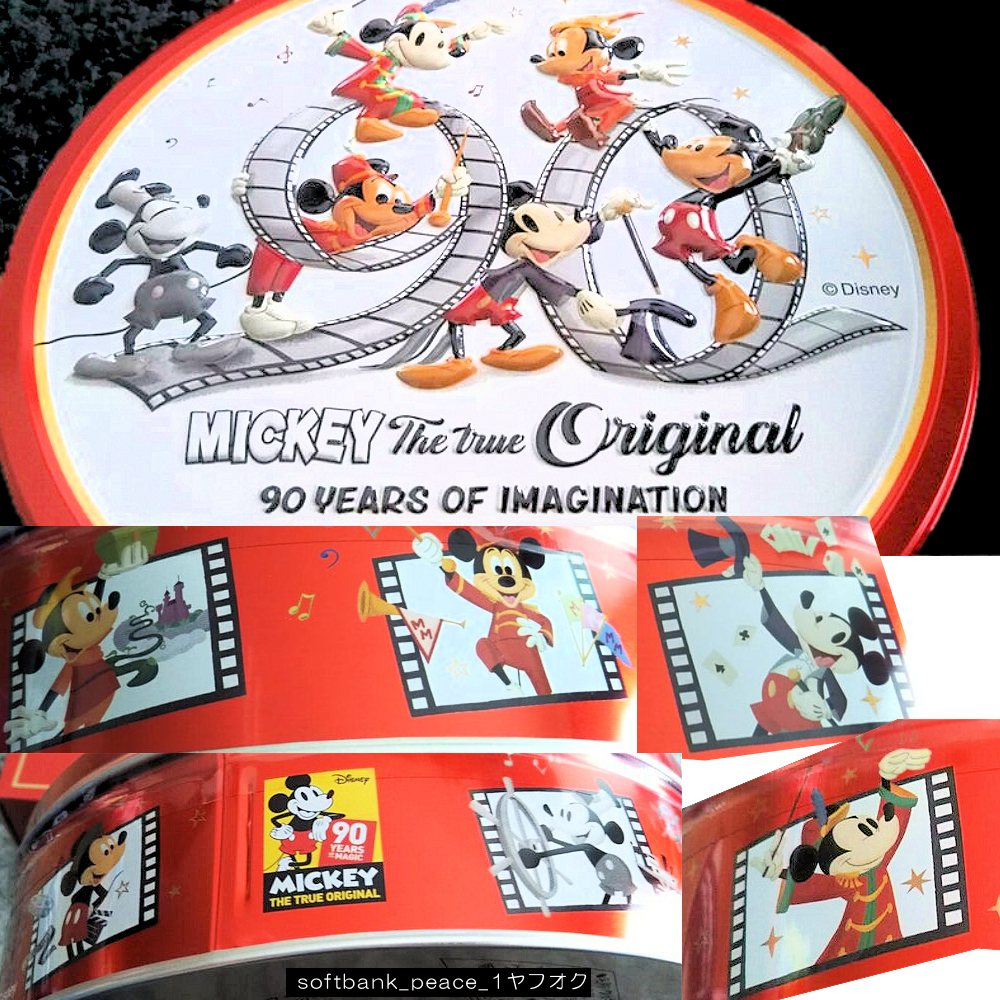 © Disney
MICKEY The true Original
90 YEARS OF IMAGINATION
M M
M M
Disney
90
YEARS
OF MAGIC
MICKEY
THE TRUE ORIGINAL
softbank_peace_1ヤフオク